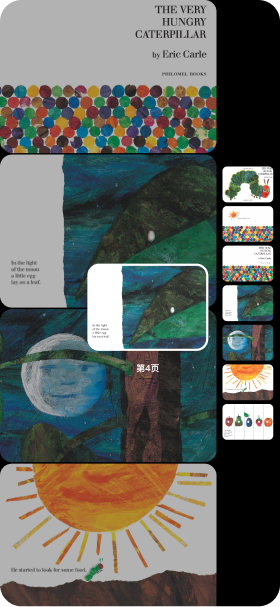 THE VERY
HUNGRY
CATERPILLAR
by Eric Carle
PHILOMEL BOOKS
In the light
of the moon
a little egg
lay on a leaf.
In the light
of the moon
a little egg
lay on a leaf.
第4页
He started to look for some food.